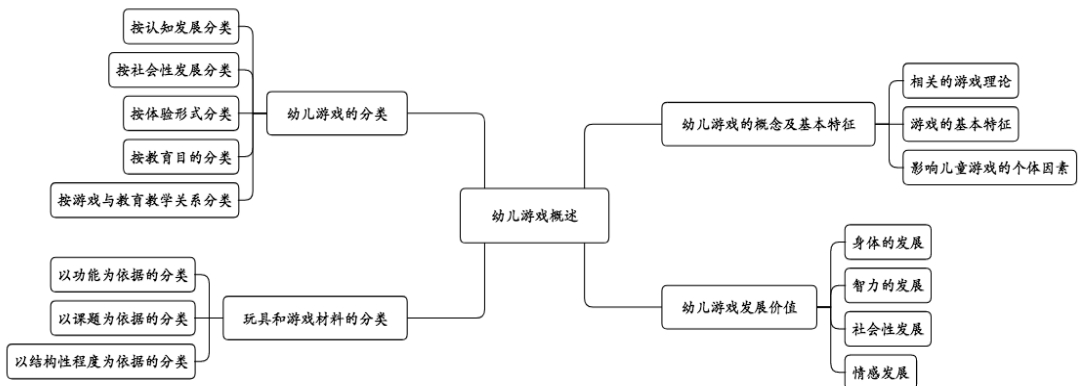 按认知发展分类
按社会性发展分类
按体验形式分类
按教育目的分类
按游戏与教育教学关系分类
幼儿游戏的分类
以功能为依据的分类
以课题为依据的分类
以结构性程度为依据的分类
玩具和游戏材料的分类
幼儿游戏概述
幼儿游戏的概念及基本特征
相关的游戏理论
游戏的基本特征
影响儿童游戏的个体因素
幼儿游戏发展价值
身体的发展
智力的发展
社会性发展
情感发展